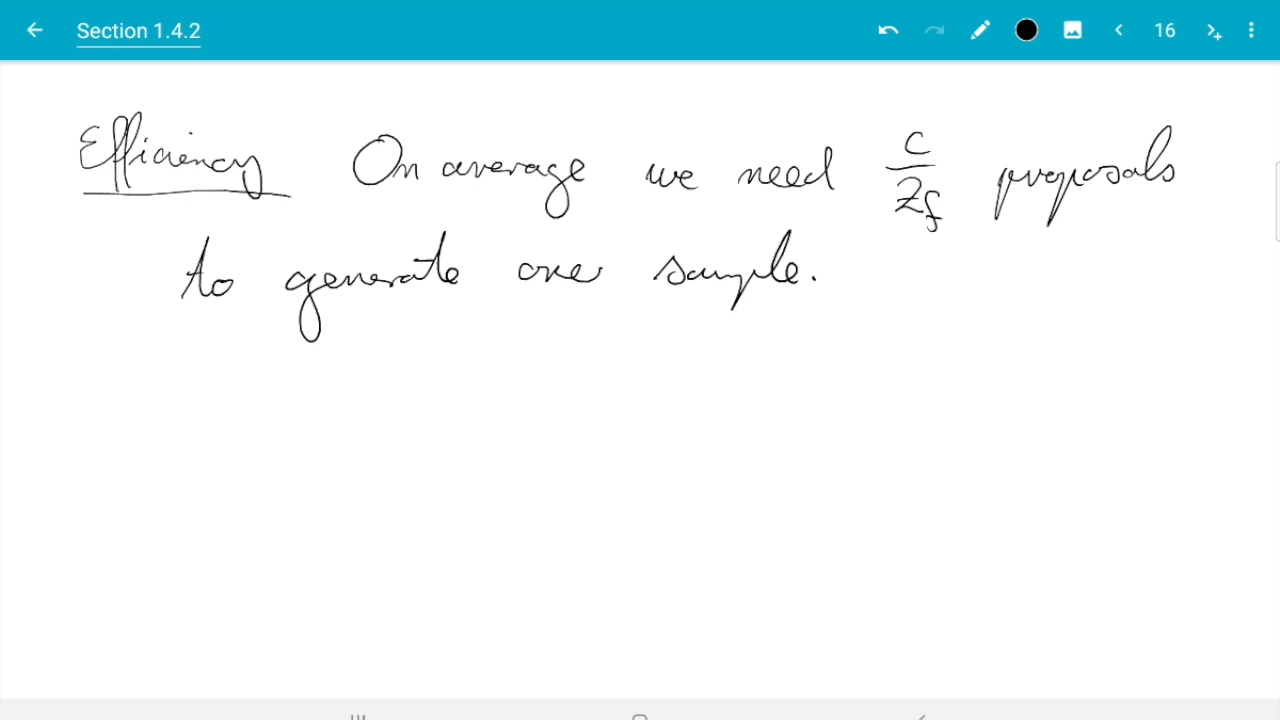 Section 1.4.2
16
Efficiency On average we need c/Z_f proposals
to generate one sample.